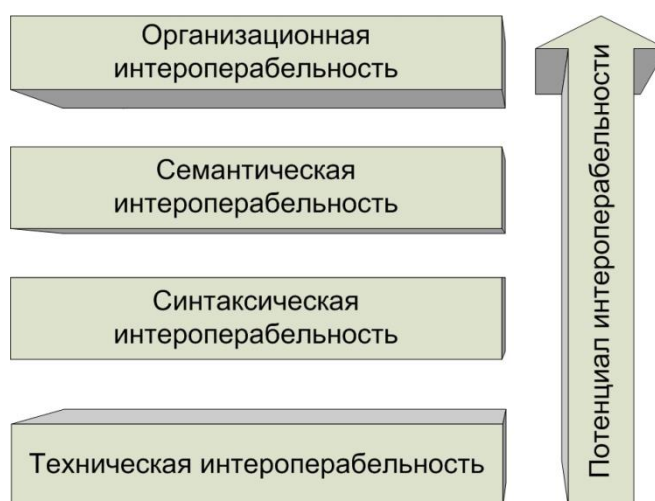 Организационная
интероперабельность
Семантическая
интероперабельность
Синтаксическая
интероперабельность
Техническая интероперабельность
Потенциал интероперабельности